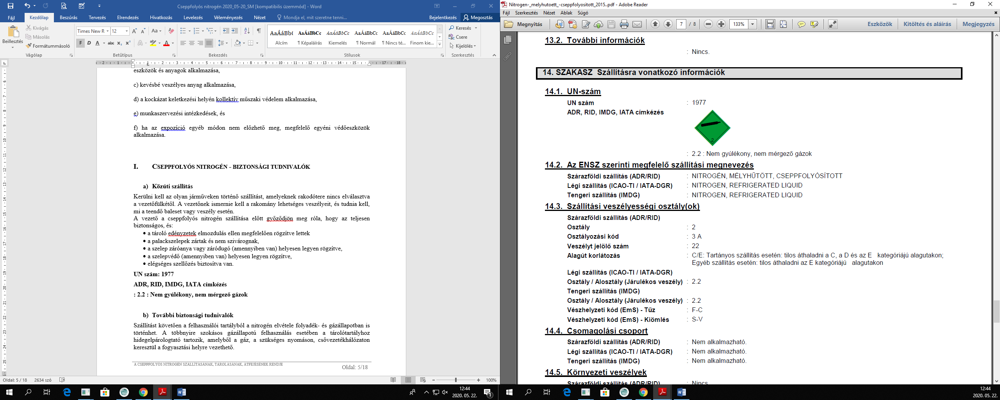 Cseppfolyós nitrogén 2020_05-20_SM [kompatibilis üzemmód] - Word
Fájl Kezdőlap Beszúrás Tervezés Elrendezés Hivatkozás Levelezés Véleményezés Nézet Mondja el, mit szeretne tenni... Bejelentkezés Megosztás
Beillesztés
Kivágás
Másolás
Formátummásoló
Vágólap
Times New R 12
Betűtípus
Bekezdés
AaÁáBb( AaÁáBbCc AaÁáBbCc AaÁáBbCc AaÁáBbCc AaÁáBbCc
Alcím ¶ Képaláírás Kiemelés ¶ Normál ¶ Nincs té... Finom kie...
Stílusok
Keresés
Csere
Kijelölés
Szerkesztés
eszközök és anyagok alkalmazása,
c) kevésbé veszélyes anyag alkalmazása,
d) a kockázat keletkezési helyén kollektív műszaki védelem alkalmazása,
e) munkaszervezési intézkedések, és
f) ha az expozíció egyéb módon nem előzhető meg, megfelelő egyéni védőeszközök
alkalmazása.
I. CSEPPFOLYÓS NITROGÉN - BIZTONSÁGI TUDNIVALÓK
a) Közúti szállítás
Kerülni kell az olyan járműveken történő szállítást, amelyeknek rakodótere nincs elválasztva
a vezetőfülkétől. A vezetőnek ismernie kell a rakomány lehetséges veszélyeit, és tudnia kell,
mi a teendő baleset vagy veszély esetén.
A vezető a cseppfolyós nitrogén szállítása előtt győződjön meg róla, hogy az teljesen
biztonságos, és:
• a tároló edényzetek elmozdulás ellen megfelelően rögzítve lettek
• a palackszelepek zártak és nem szivárognak,
• a szelep záróanya vagy záródugó (amennyiben van) helyesen legyen rögzítve,
• a szelepvédő (amennyiben van) helyesen legyen rögzítve,
• elégséges szellőzés biztosítva van.
UN szám: 1977
ADR, RID, IMDG, IATA címkézés
: 2.2 : Nem gyúlékony, nem mérgező gázok
b) További biztonsági tudnivalók
Szállítást követően a felhasználói tartályból a nitrogén elvétele folyadék- és gázállapotban is
történhet. A többnyire szokásos gázállapotú felhasználás esetében a tárolótartályhoz
hidegelpárologtató tartozik, amelyből a gáz, a szükséges nyomáson, csővezetékhálózaton
keresztül a fogyasztási helyre vezethető.
A CSEPPFOLYÓS NITROGÉN SZÁLLÍTÁSÁNAK, TÁROLÁSÁNAK, ÁTFEJÉSÉNEK RENDJE
Oldal: 5/18
Oldal: 5 / 18 2634 szó 100%
12:44
2020. 05. 22.
Nitrogen-_melyhutoett_-cseppfolyositott_2015..pdf - Adobe Reader
Fájl Szerkesztés Nézet Ablak Súgó
Megnyitás 7 / 8 133% Eszközök Kitöltés és aláírás Megjegyzés
13.2. További információk
: Nincs.
14. SZAKASZ Szállításra vonatkozó információk
14.1. UN-szám
UN szám : 1977
ADR, RID, IMDG, IATA címkézés
2
: 2.2 : Nem gyúlékony, nem mérgező gázok
14.2. Az ENSZ szerinti megfelelő szállítási megnevezés
Szárazföldi szállítás (ADR/RID) : NITROGÉN, MÉLYHŰTÖTT, CSEPPFOLYÓSÍTOTT
Légi szállítás (ICAO-TI / IATA-DGR) : NITROGEN, REFRIGERATED LIQUID
Tengeri szállítás (IMDG) : NITROGEN, REFRIGERATED LIQUID
14.3. Szállítási veszélyességi osztály(ok)
Szárazföldi szállítás (ADR/RID)
Osztály : 2
Osztályozási kód : 3 A
Veszélyt jelölő szám : 22
Alagút korlátozás : C/E: Tartányos szállítás esetén: tilos áthaladni a C, a D és az E kategóriájú alagutakon;
Egyéb szállítás esetén: tilos áthaladni az E kategóriájú alagutakon
Légi szállítás (ICAO-TI / IATA-DGR)
Osztály / Alosztály (Járulékos veszély) : 2.2
Tengeri szállítás (IMDG)
Osztály / Alosztály (Járulékos veszély) : 2.2
Vészhelyzeti kód (EmS) - Tűz : F-C
Vészhelyzeti kód (EmS) - Kiömlés : S-V
14.4. Csomagolási csoport
Szárazföldi szállítás (ADR/RID) : Nem alkalmazható.
Légi szállítás (ICAO-TI / IATA-DGR) : Nem alkalmazható.
Tengeri szállítás (IMDG) : Nem alkalmazható.
14.5. Környezeti veszélyek
Szárazföldi szállítás (ADR/RID) : Nincs
12:44
2020. 05. 22.